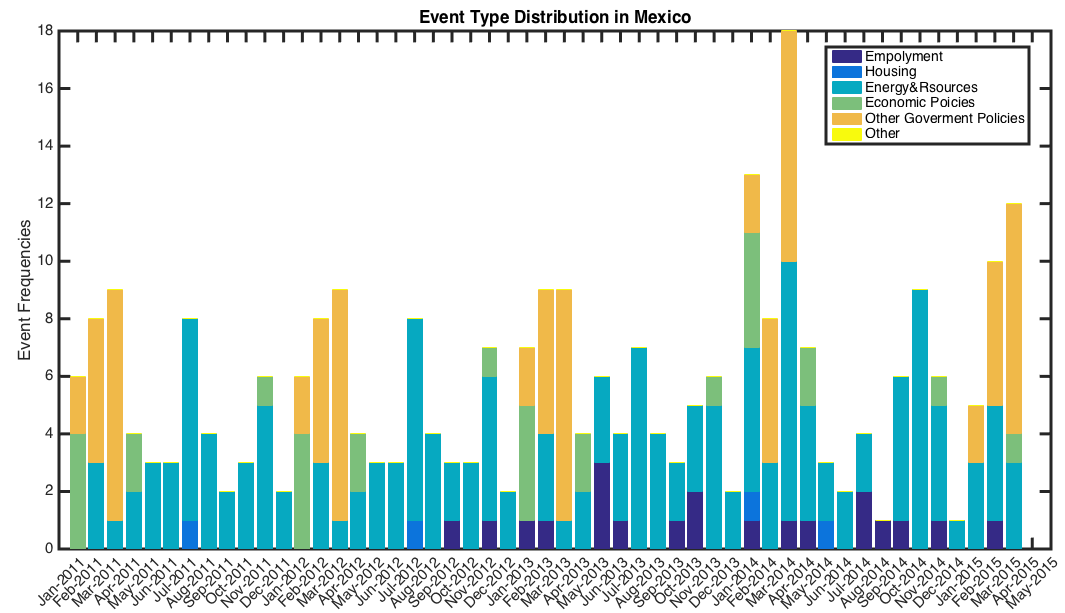 Event Type Distribution in Mexico
Event Frequencies
18
16
14
12
10
8
6
4
2
0
Empolyment
Housing
Energy&Rsources
Economic Poicies
Other Goverment Policies
Other
Jan-2011
Feb-2011
Mar-2011
Apr-2011
May-2011
Jun-2011
Jul-2011
Aug-2011
Sep-2011
Oct-2011
Nov-2011
Dec-2011
Jan-2012
Feb-2012
Mar-2012
Apr-2012
May-2012
Jun-2012
Jul-2012
Aug-2012
Sep-2012
Oct-2012
Nov-2012
Dec-2012
Jan-2013
Feb-2013
Mar-2013
Apr-2013
May-2013
Jun-2013
Jul-2013
Aug-2013
Sep-2013
Oct-2013
Nov-2013
Dec-2013
Jan-2014
Feb-2014
Mar-2014
Apr-2014
May-2014
Jun-2014
Jul-2014
Aug-2014
Sep-2014
Oct-2014
Nov-2014
Dec-2014
Jan-2015
Feb-2015
Mar-2015
Apr-2015
May-2015